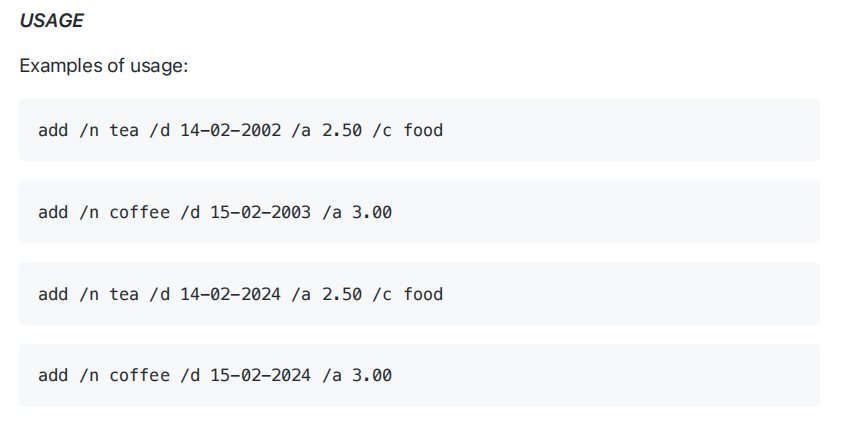 USAGE
Examples of usage:
add /n tea /d 14-02-2002 /a 2.50 /c food
add /n coffee /d 15-02-2003 /a 3.00
add /n tea /d 14-02-2024 /a 2.50 /c food
add /n coffee /d 15-02-2024 /a 3.00